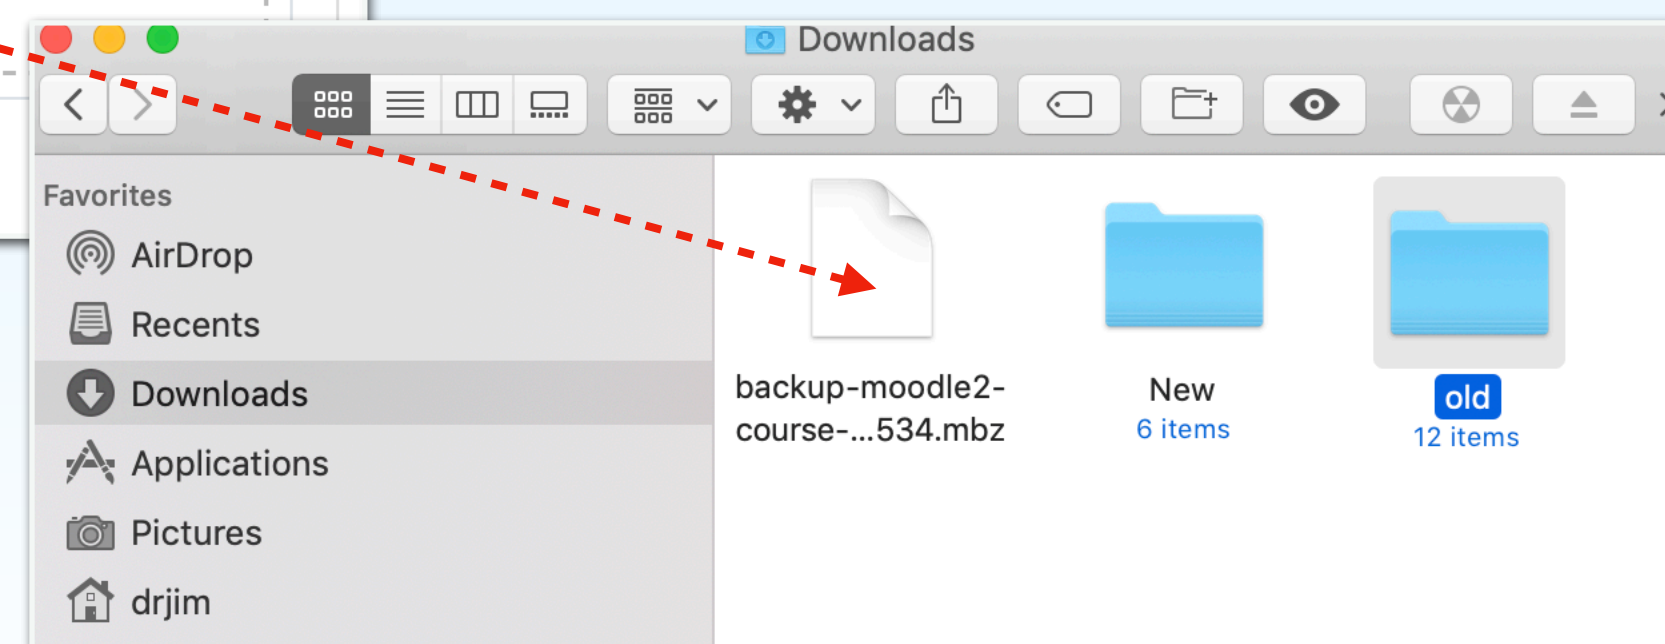 Downloads
Favorites
AirDrop
Recents
Downloads
Applications
Pictures
drjim
backup-moodle2-
course-...534.mbz
New
6 items
old
12 items